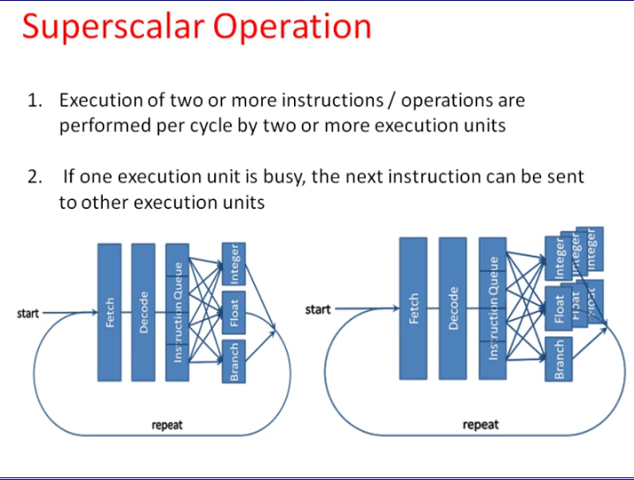 Superscalar Operation
1. Execution of two or more instructions / operations are
performed per cycle by two or more execution units
2. If one execution unit is busy, the next instruction can be sent
to other execution units
start
Fetch
Decode
Instruction Queue
Integer
Float
Branch
repeat
start
Fetch
Decode
Instruction Queue
Integer
Integer
Integer
Float
Float
Branch
repeat